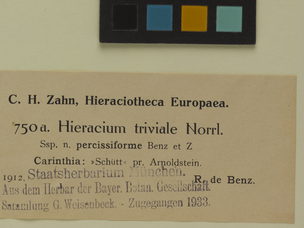 C. H. Zahn, Hieraciotheca Europaea.
750a. Hieracium triviale Norrl.
Ssp. n. percissiforme Benz et Z
Carinthia: »Schütt« pr. Arnoldstein.
1912. Staatsherbarium München. R. de Benz.
Aus dem Herbar der Bayer. Botan. Gesellschaft.
Sammlung G. Weisenbeck. - Zugegangen 1933.